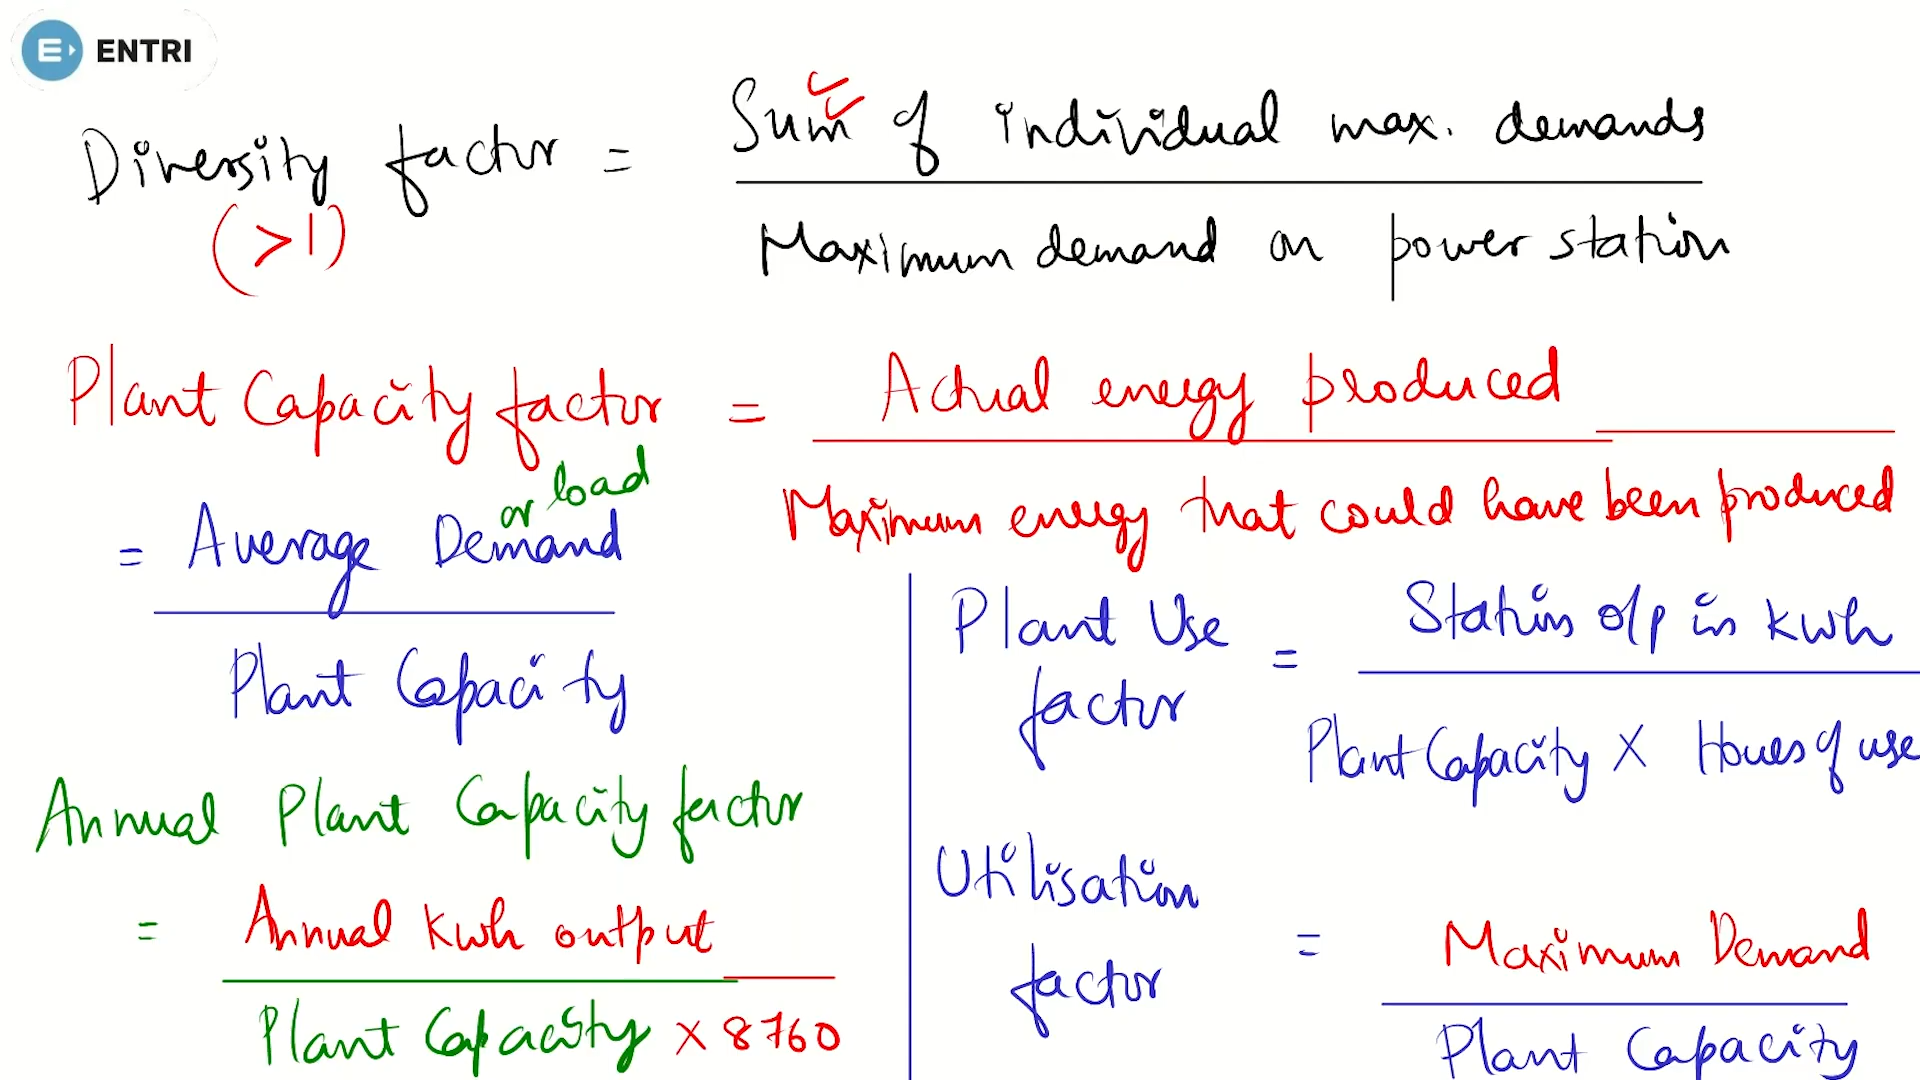 ENTRI
Diversity factor = Sum of individual max. demands
(>1)
Maximum demand on power station
Plant Capacity factor = Actual energy produced
Maximum energy that could have been produced
= Average Demand or load
Plant Capacity
Annual Plant Capacity factor
= Annual kwh output
Plant Capacity × 8760
Plant Use factor = Station o/p in kwh
Plant Capacity × Hours of use
Utilisation factor = Maximum Demand
Plant Capacity